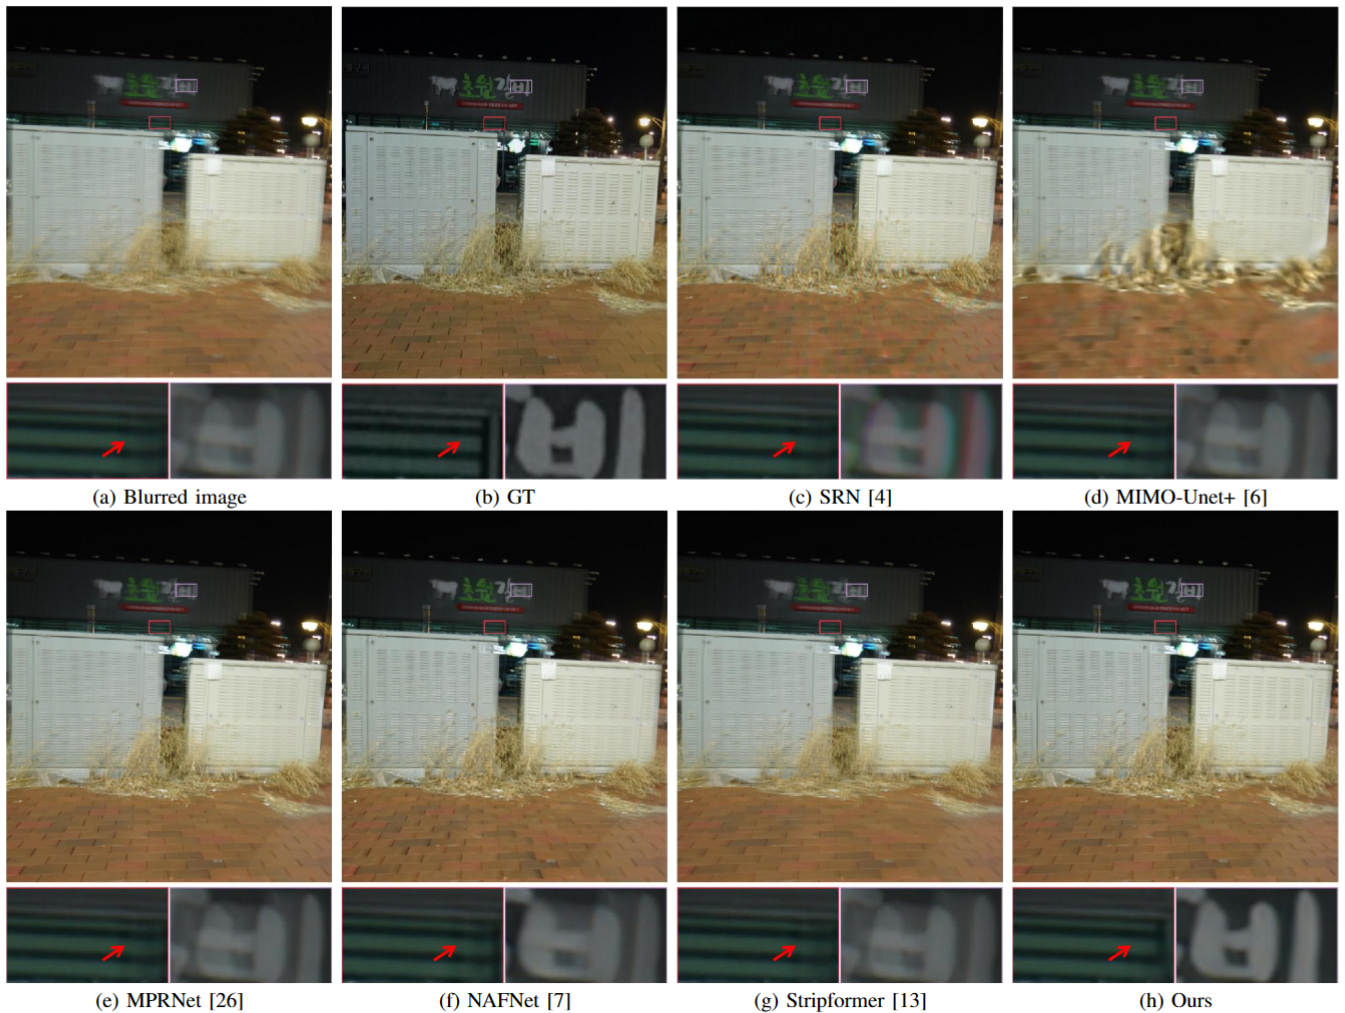 (a) Blurred image
(b) GT
(c) SRN [4]
(d) MIMO-Unet+ [6]
(e) MPRNet [26]
(f) NAFNet [7]
(g) Stripformer [13]
(h) Ours